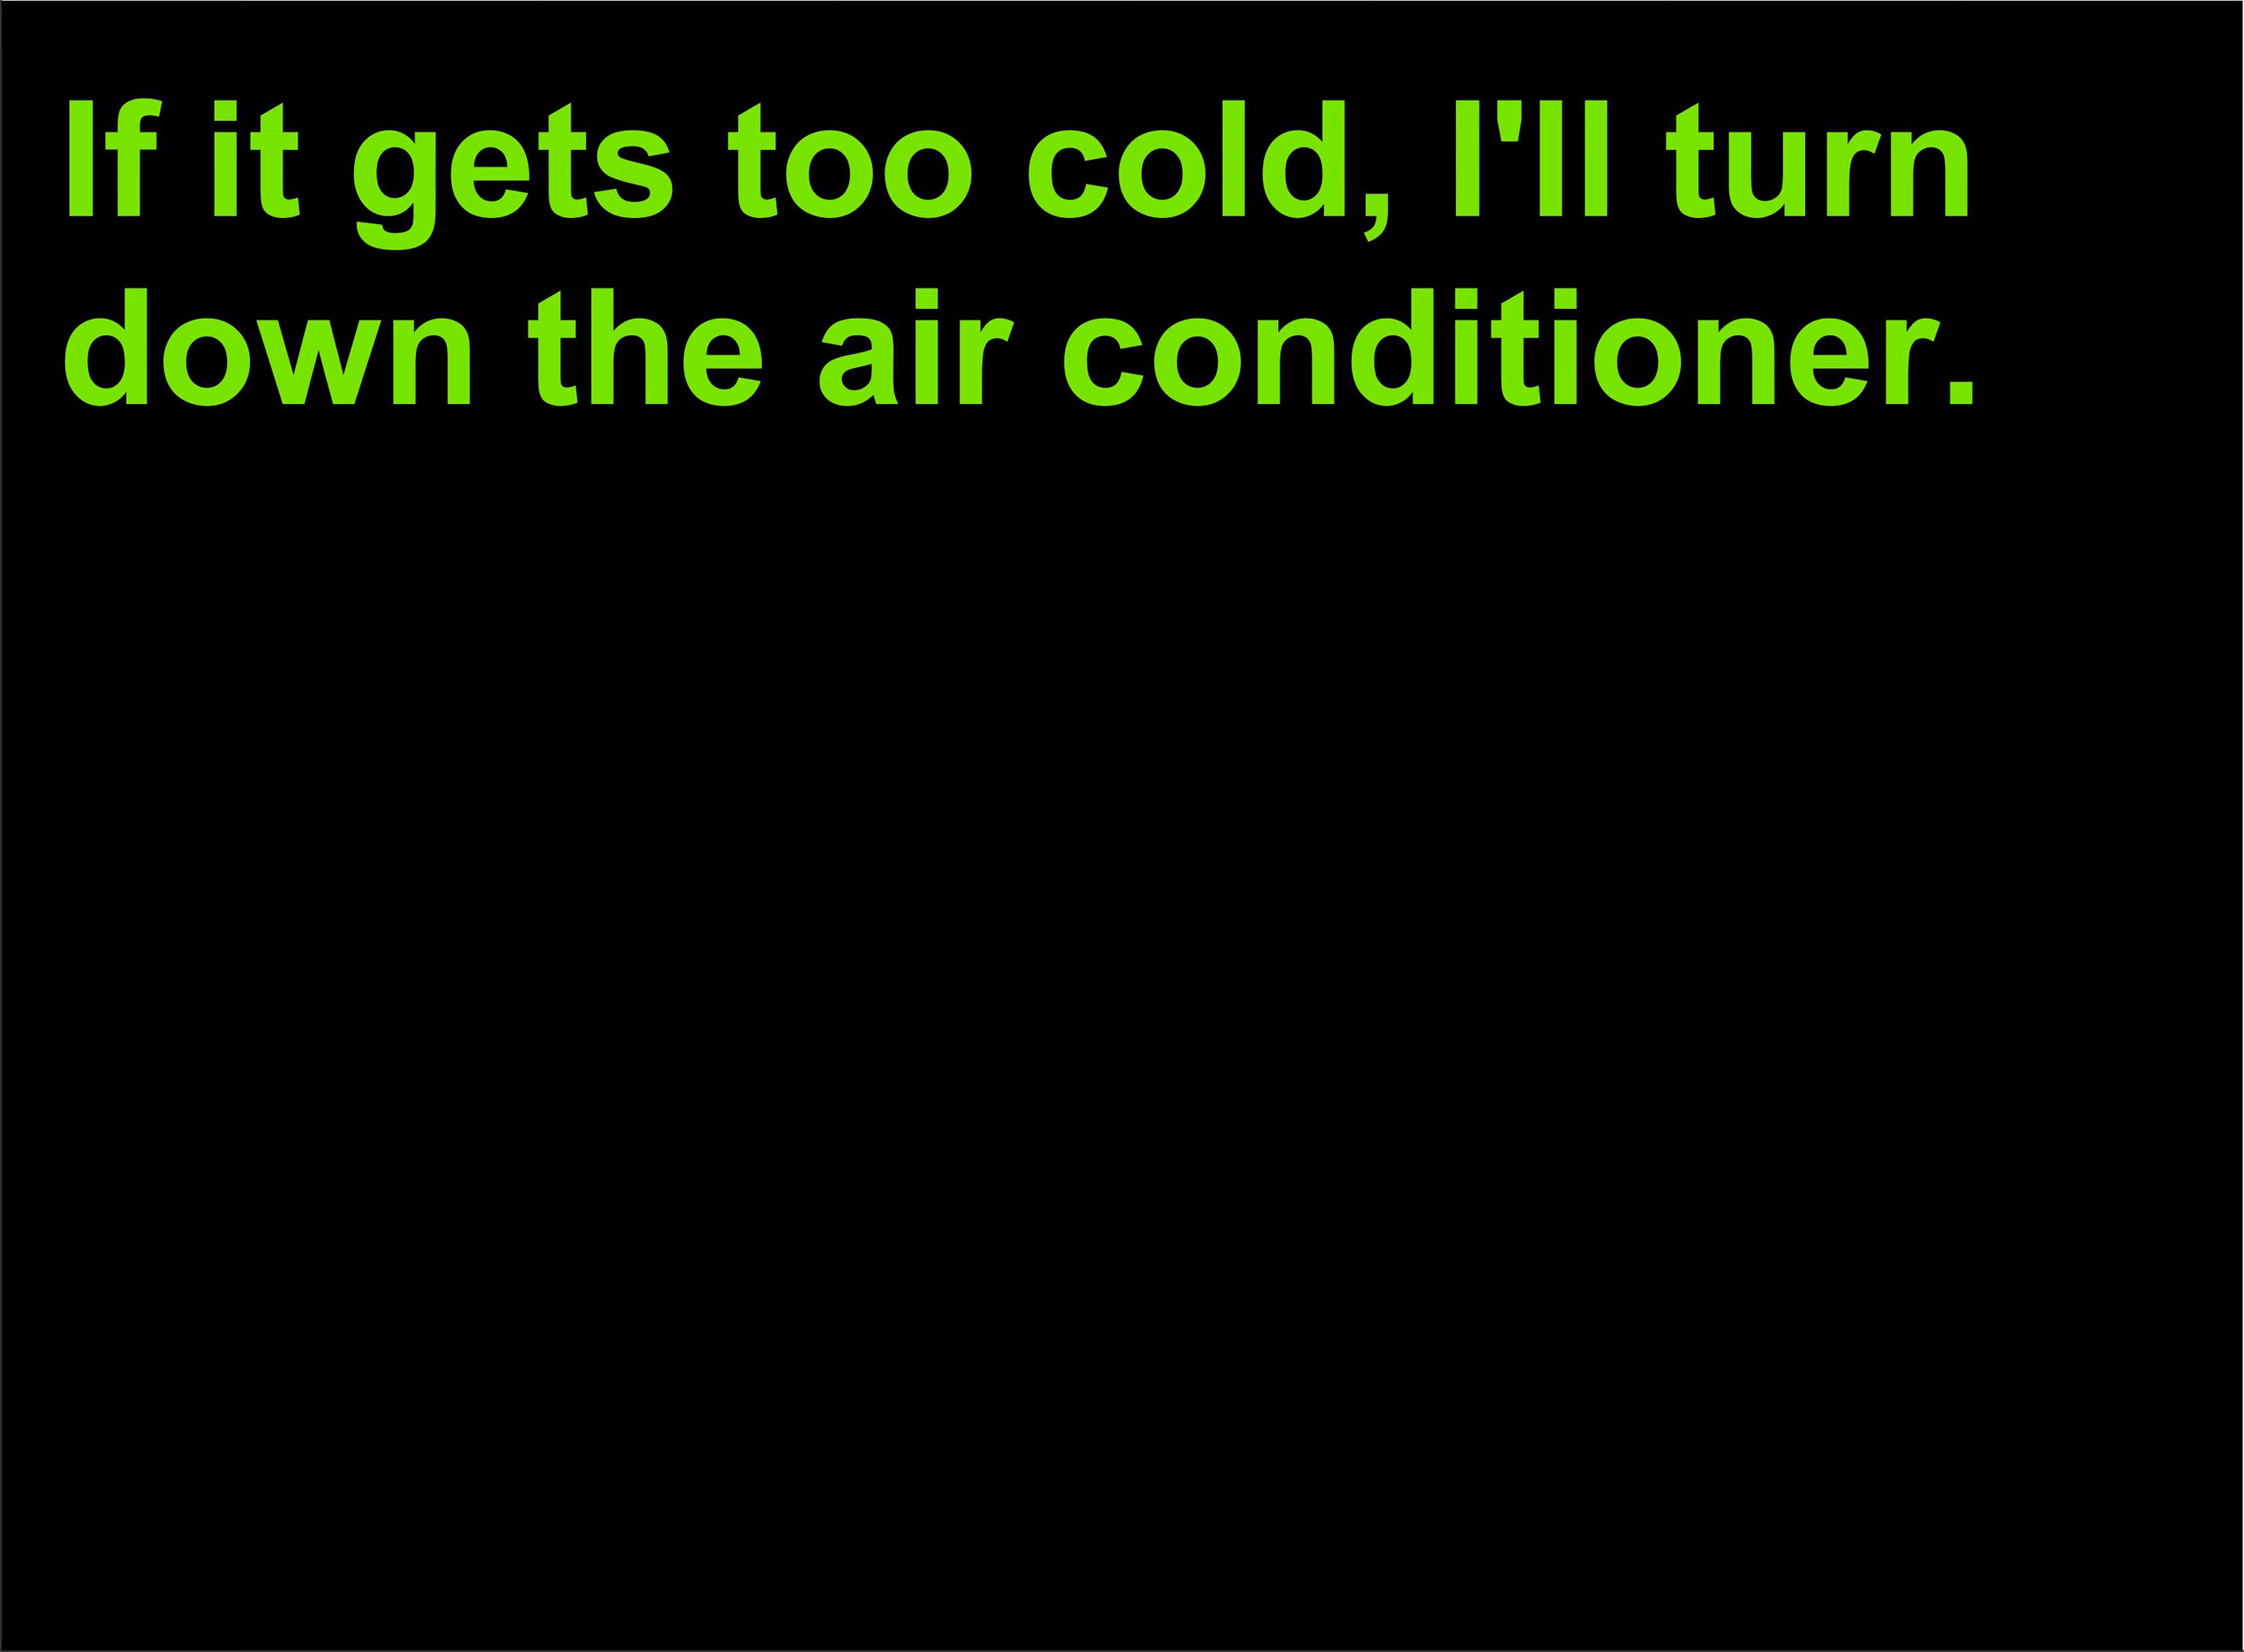 If it gets too cold, I'll turn
down the air conditioner.